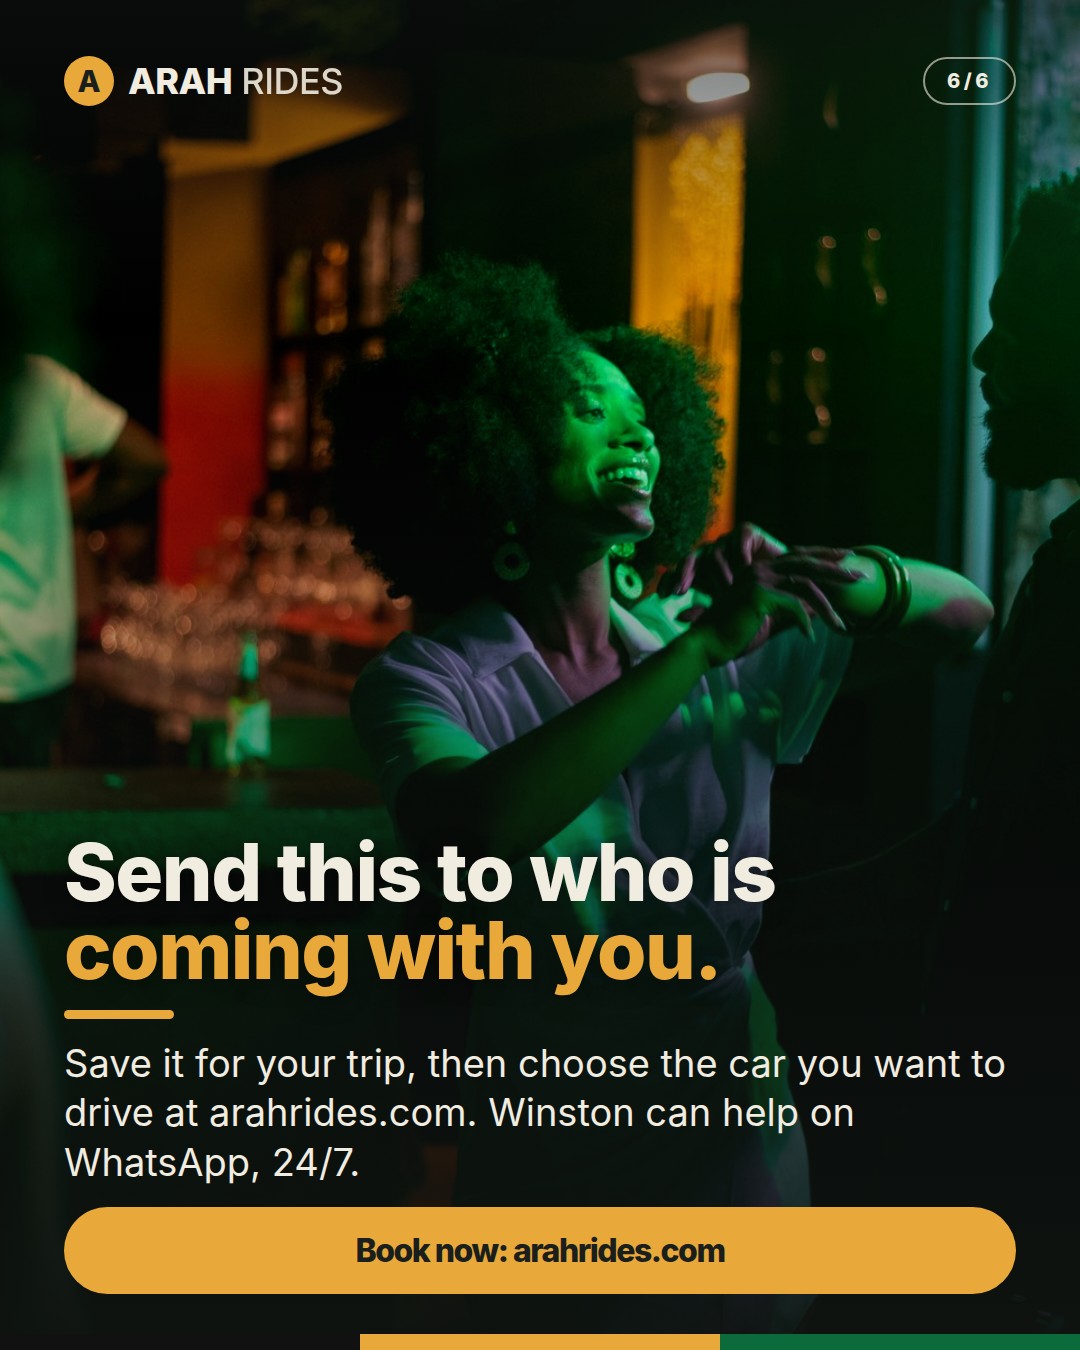 A ARAH RIDES
6/6
Send this to who is
coming with you.
Save it for your trip, then choose the car you want to
drive at arahrides.com. Winston can help on
WhatsApp, 24/7.
Book now: arahrides.com